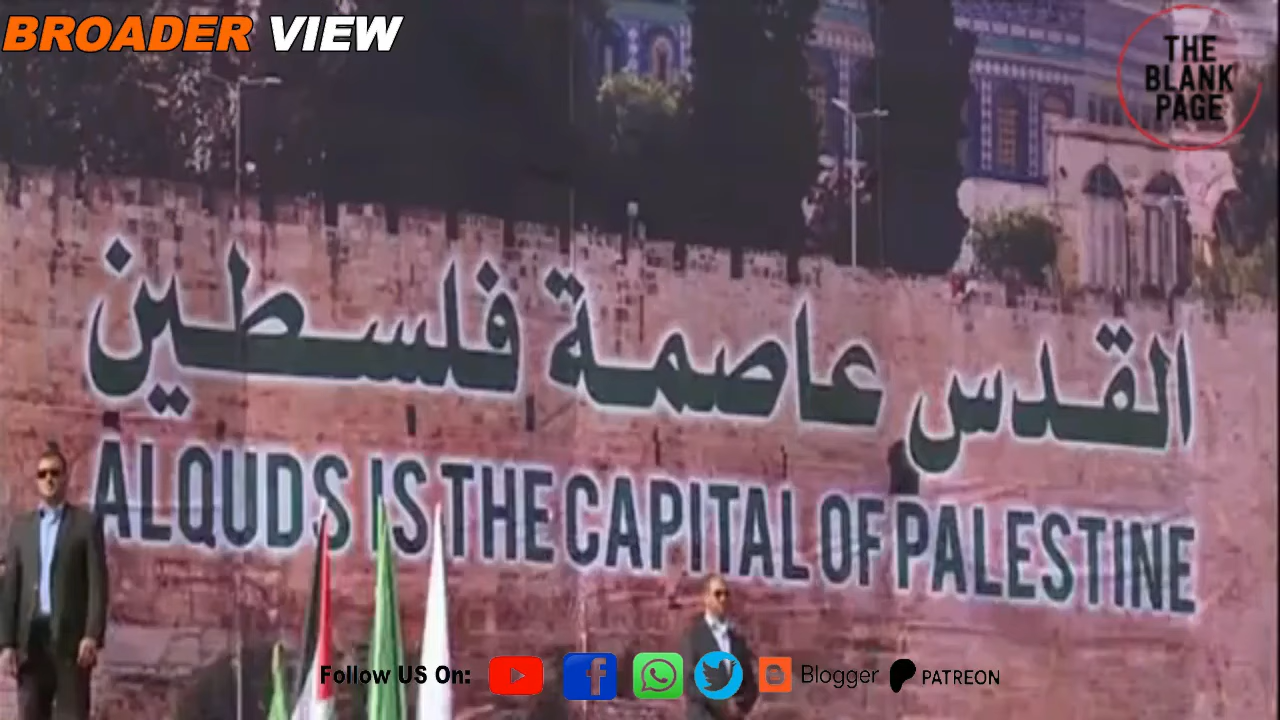 BROADER VIEW
THE
BLANK
PAGE
القدس عاصمة فلسطين
ALQUDS IS THE CAPITAL OF PALESTINE
Follow US On: Blogger PATREON